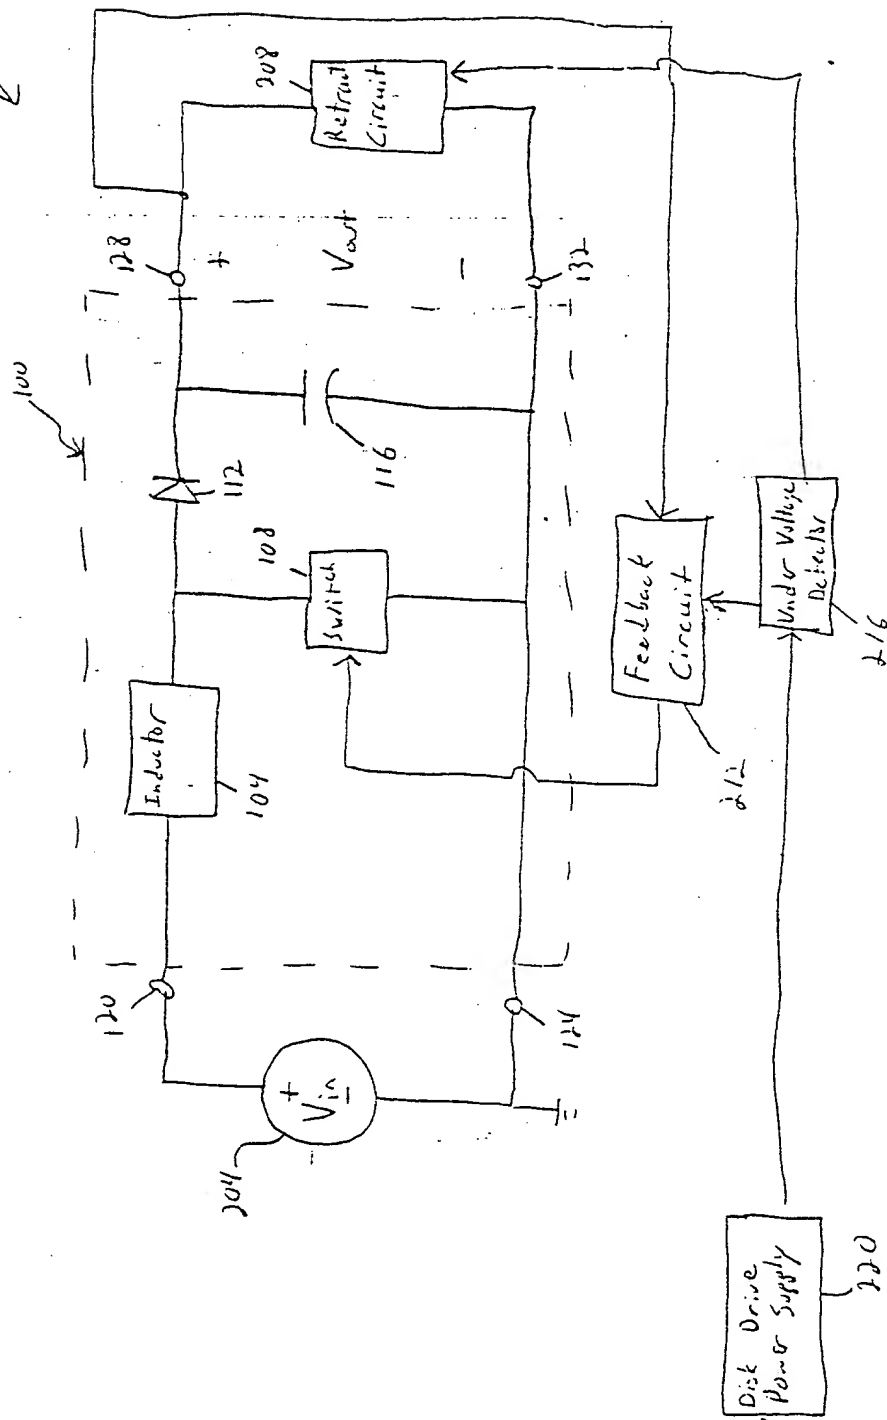 100
120
Inductor
104
112
128
+
Vout
-
132
108
Switch
116
208
Retract
Circuit
204
+
Vin
-
124
Feedback
Circuit
212
Under Voltage
Detector
216
Disk Drive
Power Supply
220